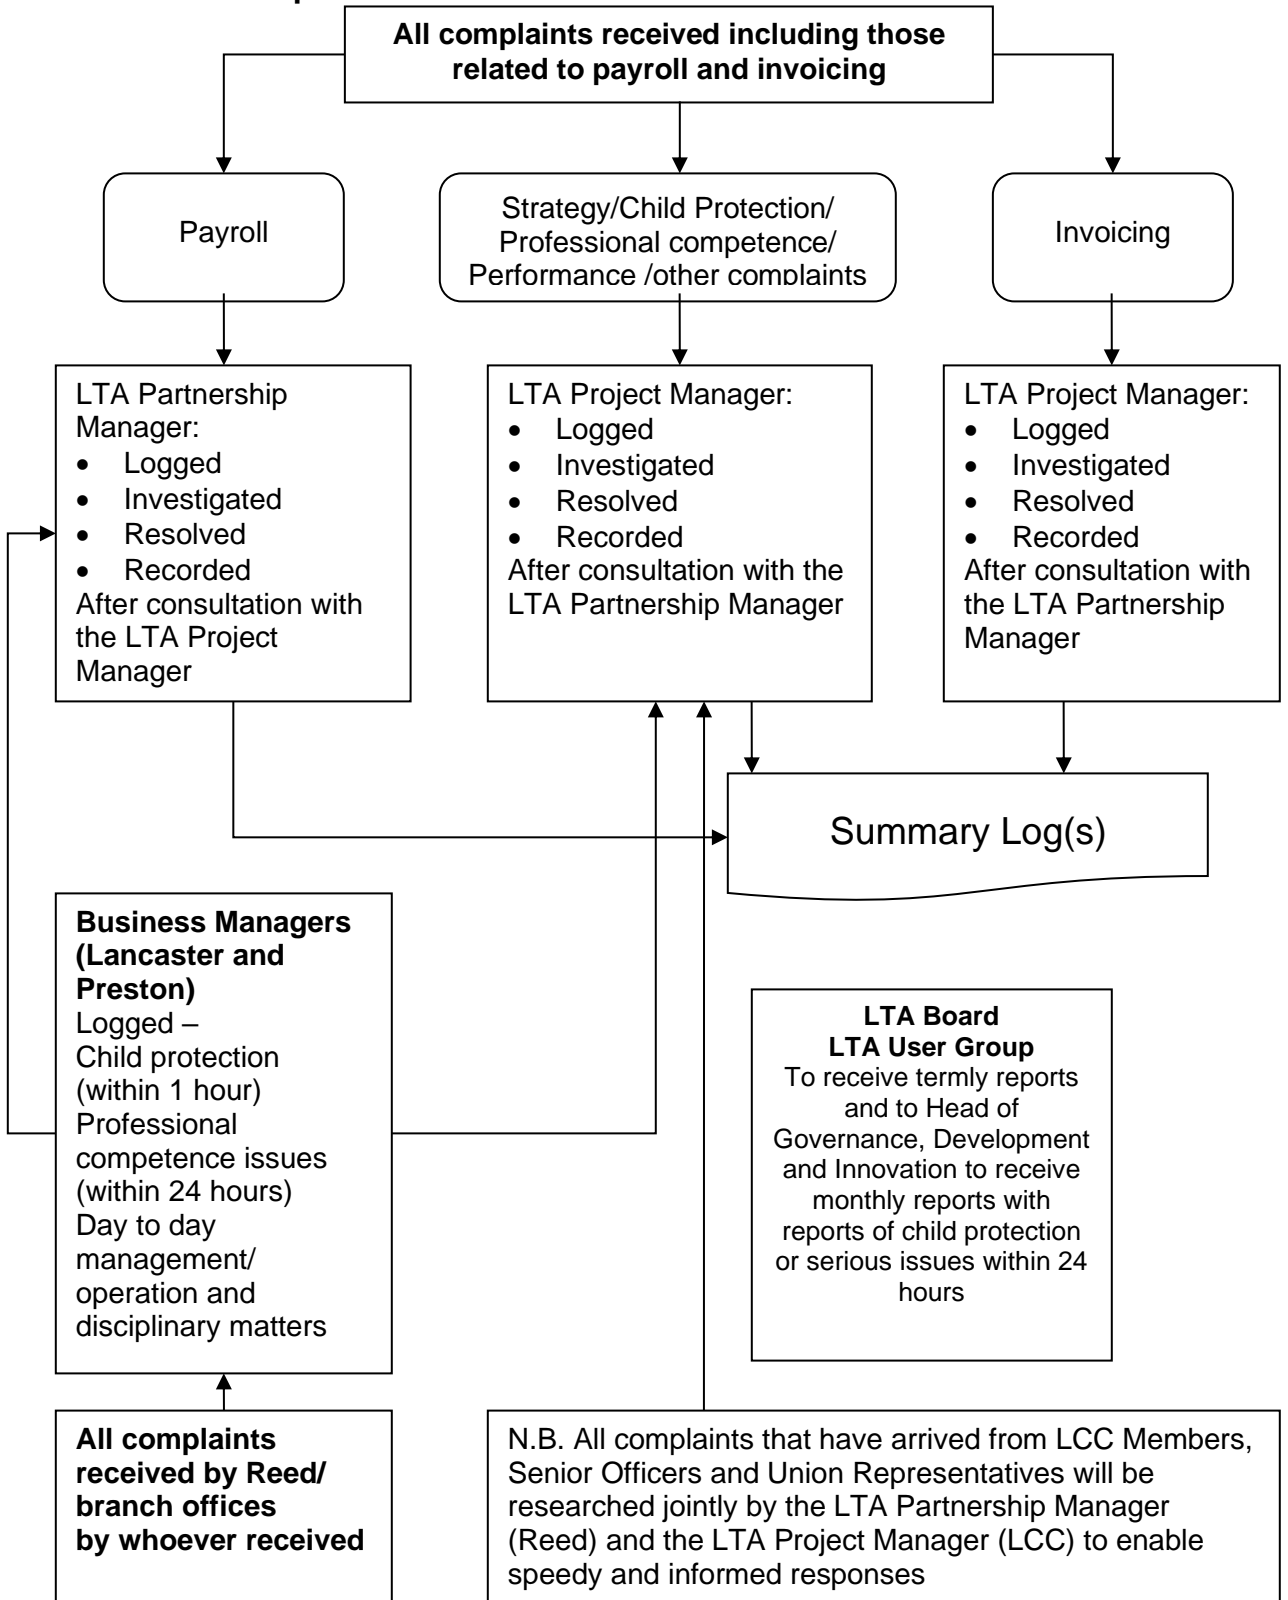 All complaints received including those
related to payroll and invoicing
Payroll
Strategy/Child Protection/
Professional competence/
Performance /other complaints
Invoicing
LTA Partnership
Manager:
• Logged
• Investigated
• Resolved
• Recorded
After consultation with
the LTA Project
Manager
LTA Project Manager:
• Logged
• Investigated
• Resolved
• Recorded
After consultation with the
LTA Partnership Manager
LTA Project Manager:
• Logged
• Investigated
• Resolved
• Recorded
After consultation with
the LTA Partnership
Manager
Summary Log(s)
Business Managers
(Lancaster and
Preston)
Logged –
Child protection
(within 1 hour)
Professional
competence issues
(within 24 hours)
Day to day
management/
operation and
disciplinary matters
LTA Board
LTA User Group
To receive termly reports
and to Head of
Governance, Development
and Innovation to receive
monthly reports with
reports of child protection
or serious issues within 24
hours
All complaints
received by Reed/
branch offices
by whoever received
N.B. All complaints that have arrived from LCC Members,
Senior Officers and Union Representatives will be
researched jointly by the LTA Partnership Manager
(Reed) and the LTA Project Manager (LCC) to enable
speedy and informed responses